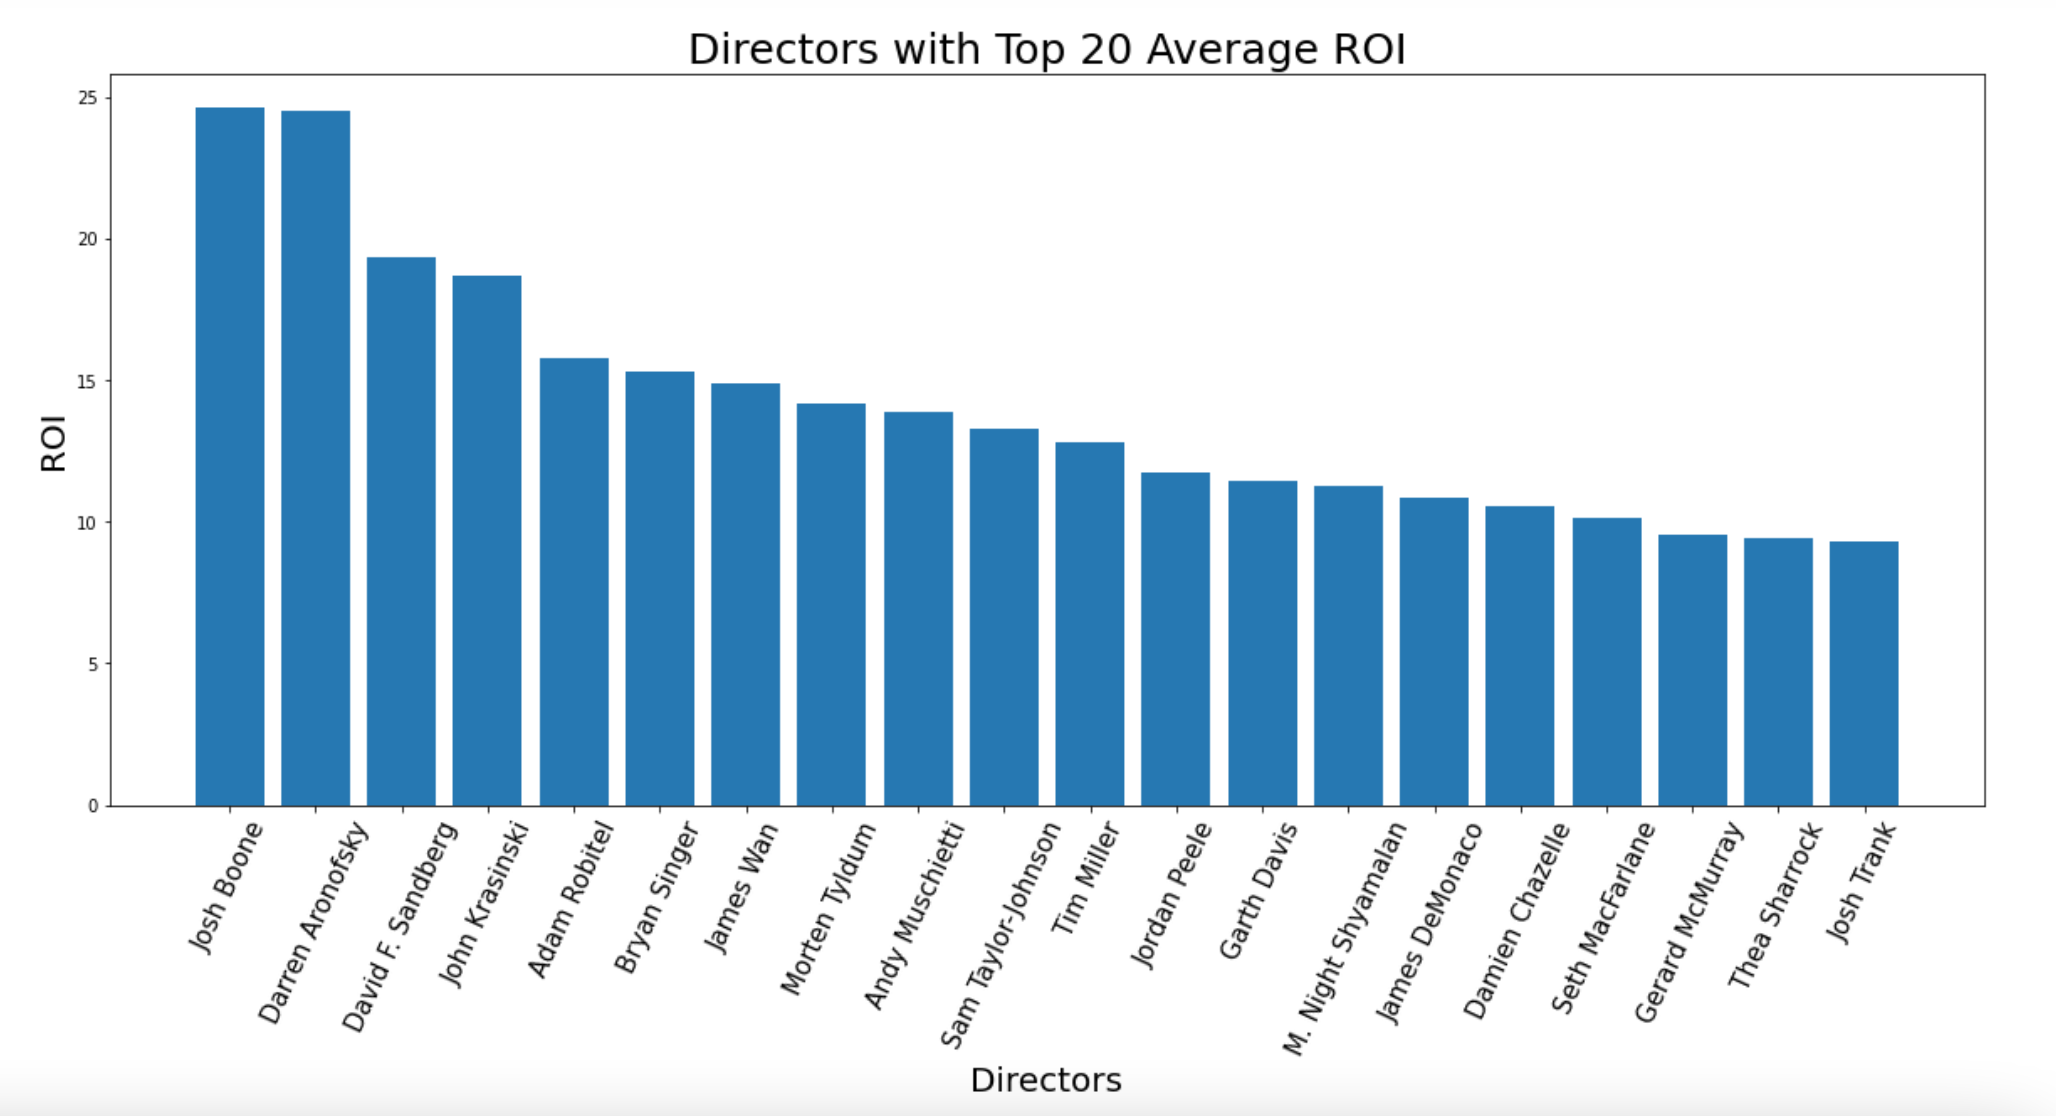 Directors with Top 20 Average ROI
25
20
15
10
5
0
ROI
Josh Boone
Darren Aronofsky
David F. Sandberg
John Krasinski
Adam Robitel
Bryan Singer
James Wan
Morten Tyldum
Andy Muschietti
Sam Taylor-Johnson
Tim Miller
Jordan Peele
Garth Davis
M. Night Shyamalan
James DeMonaco
Damien Chazelle
Seth MacFarlane
Gerard McMurray
Thea Sharrock
Josh Trank
Directors